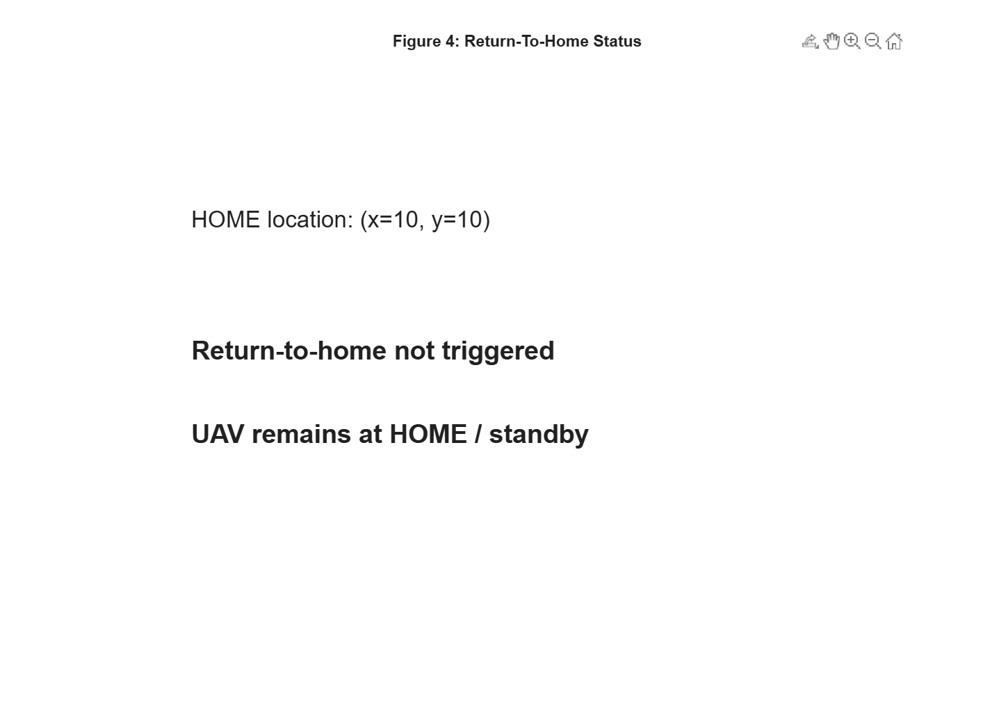 Figure 4: Return-To-Home Status
HOME location: (x=10, y=10)
Return-to-home not triggered
UAV remains at HOME / standby